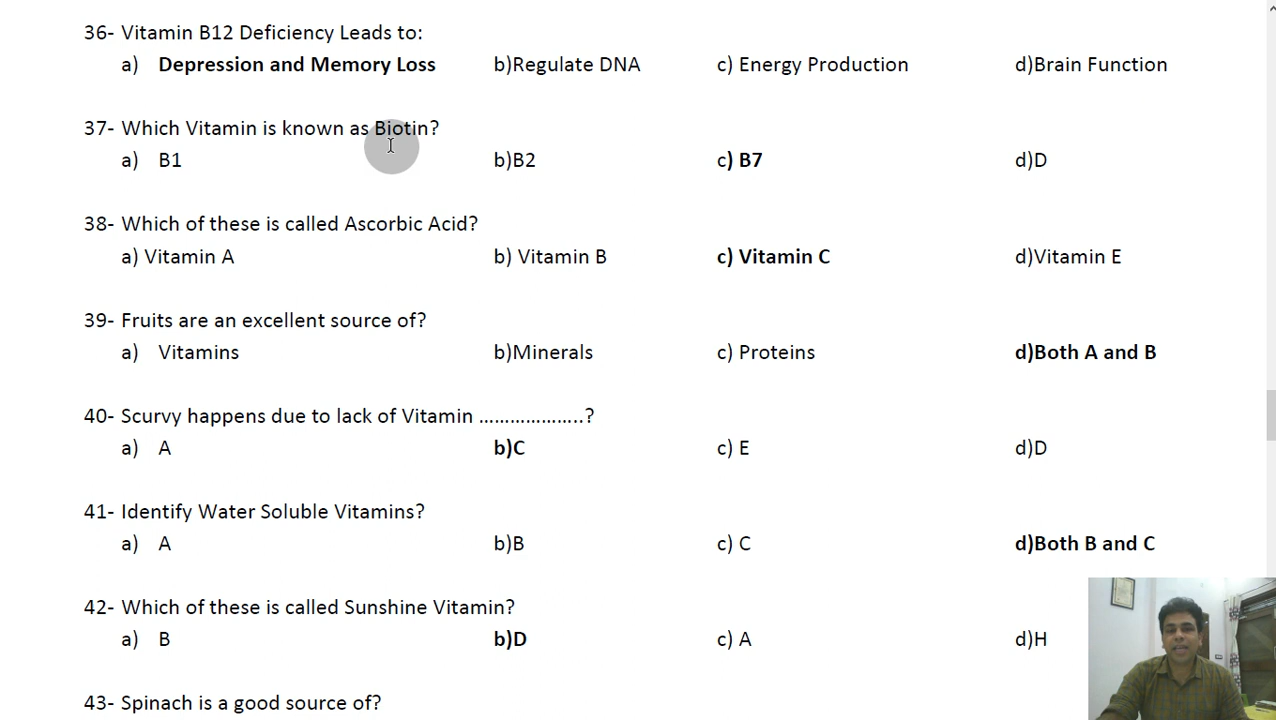 36- Vitamin B12 Deficiency Leads to:
a) Depression and Memory Loss b)Regulate DNA c) Energy Production d)Brain Function
37- Which Vitamin is known as Biotin?
a) B1 b)B2 c) B7 d)D
38- Which of these is called Ascorbic Acid?
a) Vitamin A b) Vitamin B c) Vitamin C d)Vitamin E
39- Fruits are an excellent source of?
a) Vitamins b)Minerals c) Proteins d)Both A and B
40- Scurvy happens due to lack of Vitamin ………………..?
a) A b)C c) E d)D
41- Identify Water Soluble Vitamins?
a) A b)B c) C d)Both B and C
42- Which of these is called Sunshine Vitamin?
a) B b)D c) A d)H
43- Spinach is a good source of?